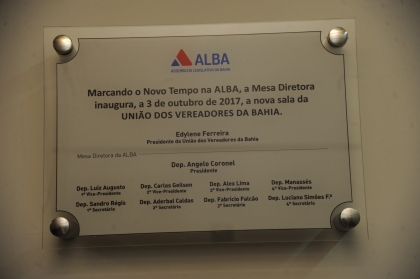 ALBA
ASSEMBLEIA LEGISLATIVA DA BAHIA
Marcando o Novo Tempo na ALBA, a Mesa Diretora
inaugura, a 3 de outubro de 2017, a nova sala da
UNIÃO DOS VEREADORES DA BAHIA.
Edylene Ferreira
Presidente da União dos Vereadores da Bahia
Mesa Diretora da ALBA
Dep. Angelo Coronel
Presidente
Dep. Luiz Augusto Dep. Carlos Geilson Dep. Alex Lima Dep. Manassés
1º Vice-Presidente 2º Vice-Presidente 3º Vice-Presidente 4º Vice-Presidente
Dep. Sandro Régis Dep. Aderbal Caldas Dep. Fabrício Falcão Dep. Luciano Simões F.º
1º Secretário 2º Secretário 3º Secretário 4º Secretário